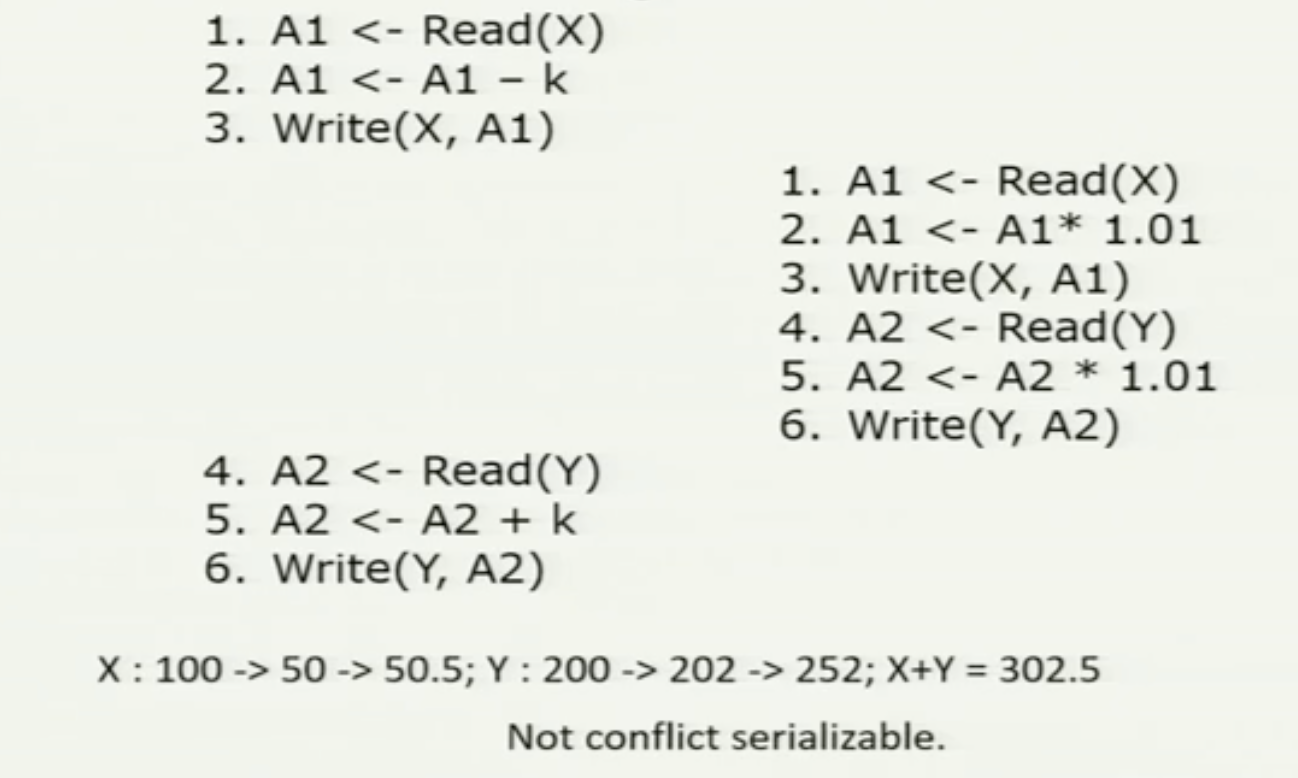 1. A1 <- Read(X)
2. A1 <- A1 – k
3. Write(X, A1)
1. A1 <- Read(X)
2. A1 <- A1* 1.01
3. Write(X, A1)
4. A2 <- Read(Y)
5. A2 <- A2 * 1.01
6. Write(Y, A2)
4. A2 <- Read(Y)
5. A2 <- A2 + k
6. Write(Y, A2)
X : 100 -> 50 -> 50.5; Y : 200 -> 202 -> 252; X+Y = 302.5
Not conflict serializable.